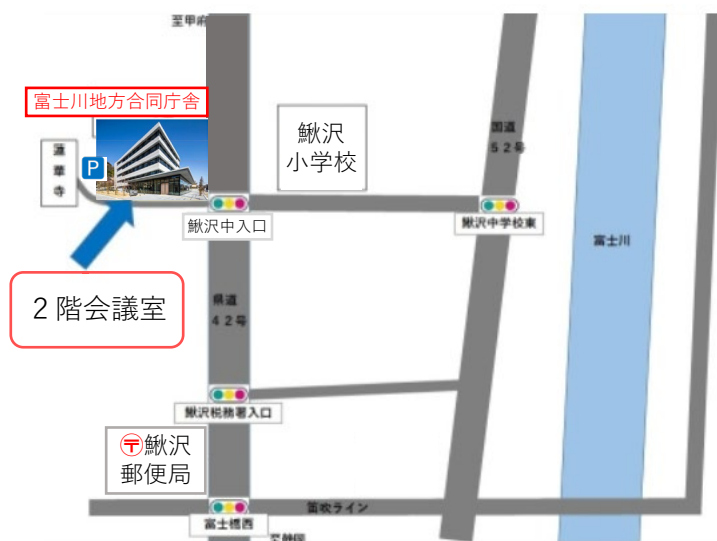 至甲府
富士川地方合同庁舎
鰍沢
小学校
国道
５２号
蓮華寺
P
鰍沢中入口
鰍沢中学校東
富士川
２階会議室
県道
４２号
鰍沢税務署入口
〒鰍沢
郵便局
笛吹ライン
富士橋西
至静岡